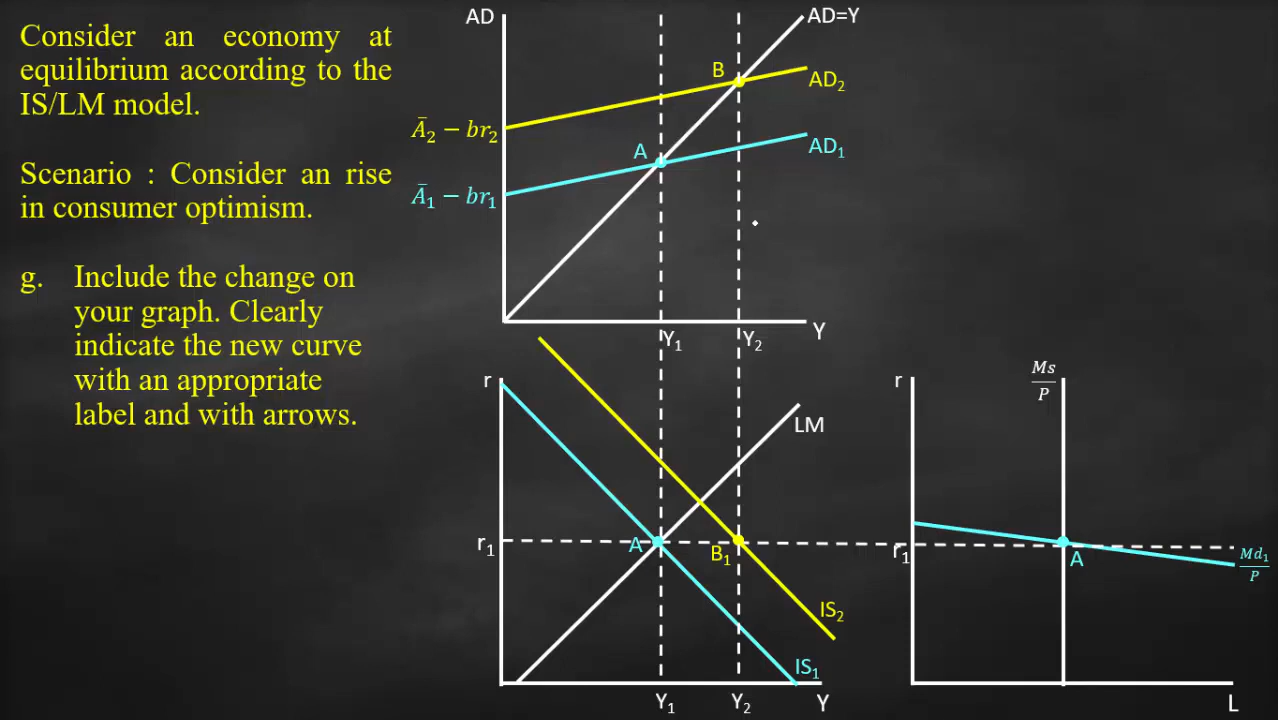 Consider an economy at
equilibrium according to the
IS/LM model.
Scenario : Consider an rise
in consumer optimism.
g. Include the change on
your graph. Clearly
indicate the new curve
with an appropriate
label and with arrows.
AD
AD=Y
B
AD₂
Ā₂ − br₂
A
AD₁
Ā₁ − br₁
Y₁
Y₂
Y
r
LM
r₁
A
B₁
IS₂
IS₁
Y₁
Y₂
Y
r
Ms/P
r₁
A
Md₁/P
L